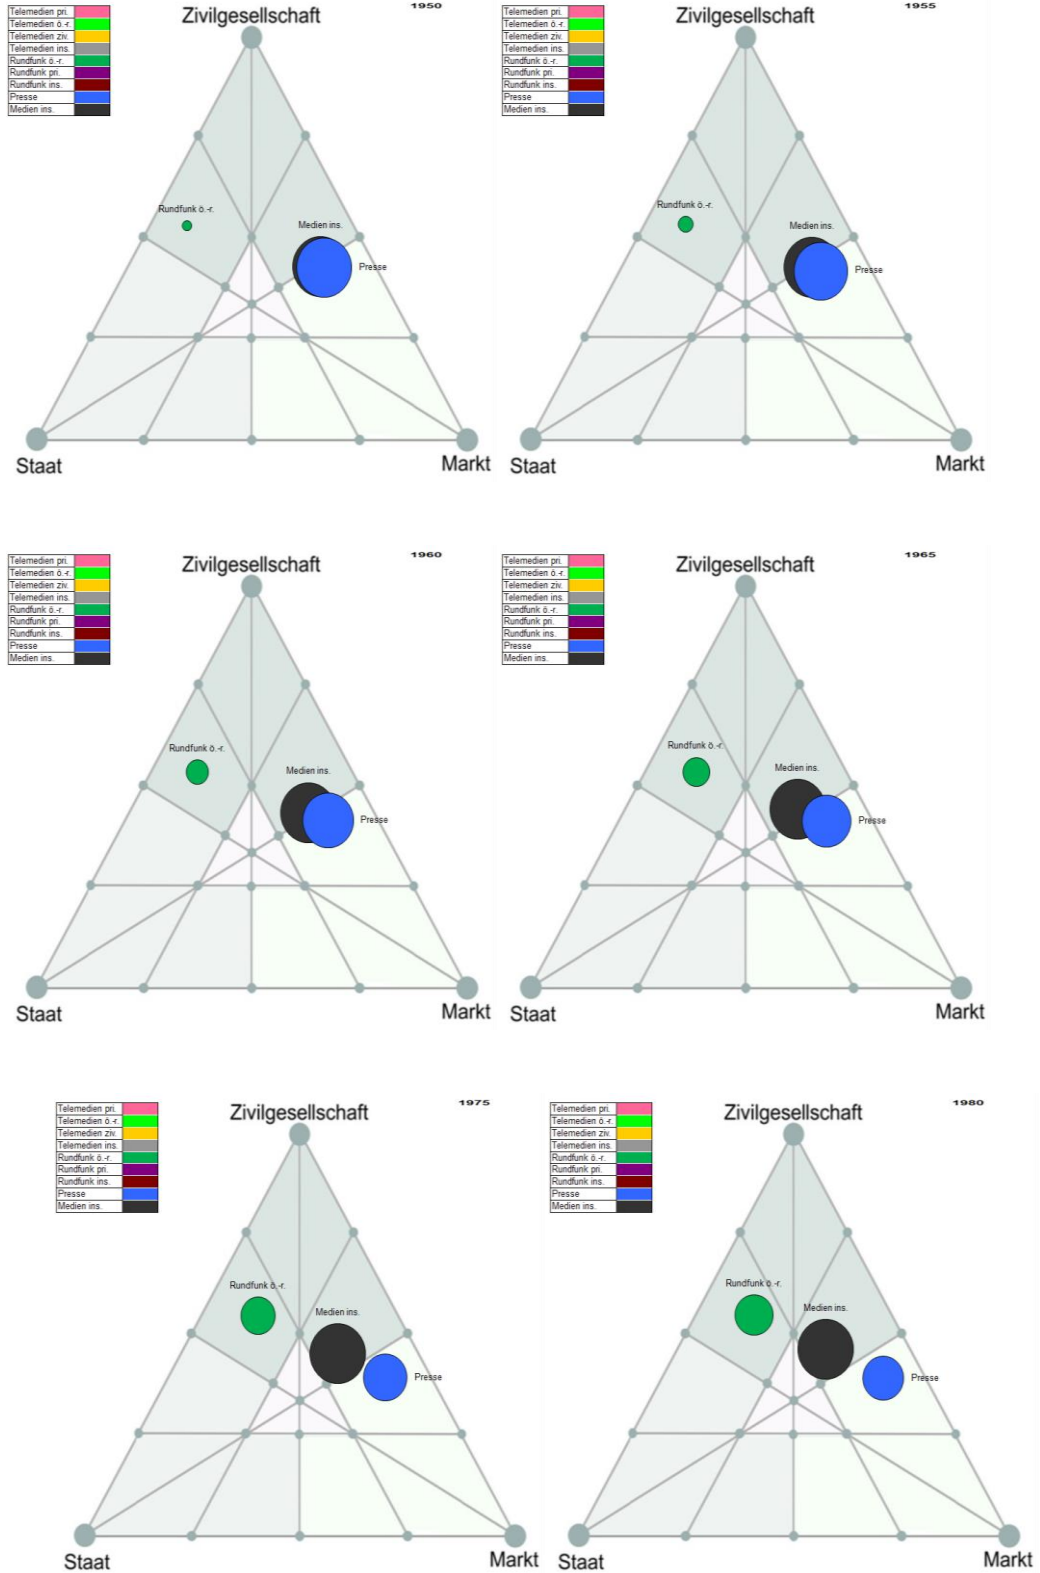 Zivilgesellschaft
1950
Telemedien pri.
Telemedien ö.-r.
Telemedien ziv.
Telemedien ins.
Rundfunk ö.-r.
Rundfunk pri.
Rundfunk ins.
Presse
Medien ins.
Rundfunk ö.-r.
Medien ins.
Presse
Staat
Markt
Zivilgesellschaft
1955
Telemedien pri.
Telemedien ö.-r.
Telemedien ziv.
Telemedien ins.
Rundfunk ö.-r.
Rundfunk pri.
Rundfunk ins.
Presse
Medien ins.
Rundfunk ö.-r.
Medien ins.
Presse
Staat
Markt
Zivilgesellschaft
1960
Telemedien pri.
Telemedien ö.-r.
Telemedien ziv.
Telemedien ins.
Rundfunk ö.-r.
Rundfunk pri.
Rundfunk ins.
Presse
Medien ins.
Rundfunk ö.-r.
Medien ins.
Presse
Staat
Markt
Zivilgesellschaft
1965
Telemedien pri.
Telemedien ö.-r.
Telemedien ziv.
Telemedien ins.
Rundfunk ö.-r.
Rundfunk pri.
Rundfunk ins.
Presse
Medien ins.
Rundfunk ö.-r.
Medien ins.
Presse
Staat
Markt
Zivilgesellschaft
1975
Telemedien pri.
Telemedien ö.-r.
Telemedien ziv.
Telemedien ins.
Rundfunk ö.-r.
Rundfunk pri.
Rundfunk ins.
Presse
Medien ins.
Rundfunk ö.-r.
Medien ins.
Presse
Staat
Markt
Zivilgesellschaft
1980
Telemedien pri.
Telemedien ö.-r.
Telemedien ziv.
Telemedien ins.
Rundfunk ö.-r.
Rundfunk pri.
Rundfunk ins.
Presse
Medien ins.
Rundfunk ö.-r.
Medien ins.
Presse
Staat
Markt